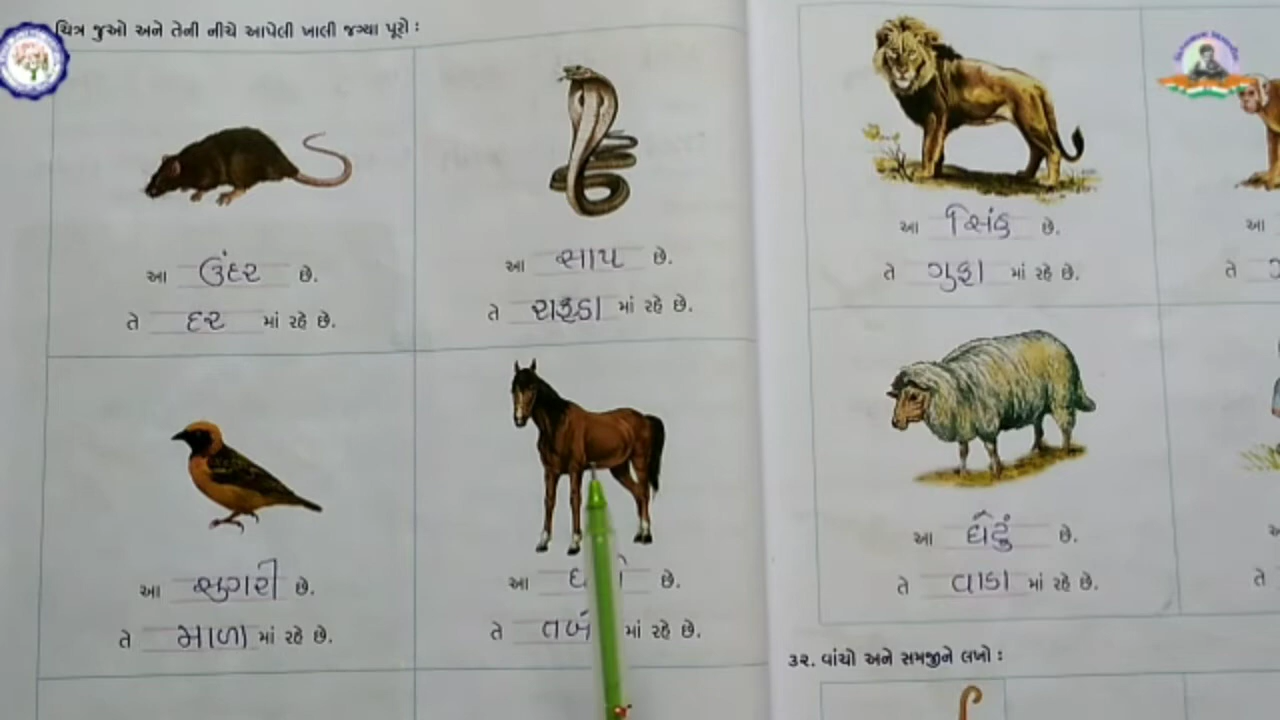 ચિત્ર જુઓ અને તેની નીચે આપેલી ખાલી જગ્યા પૂરો :
આ ઉંદર છે.
તે દર માં રહે છે.
આ સાપ છે.
તે રાફડા માં રહે છે.
આ સુગરી છે.
તે માળા માં રહે છે.
આ છે.
તે માં રહે છે.
આ સિંહ છે.
તે ગુફા માં રહે છે.
આ
તે
આ ઘેટું છે.
તે વાડા માં રહે છે.
તે
૩૨. વાંચો અને સમજીને લખો :